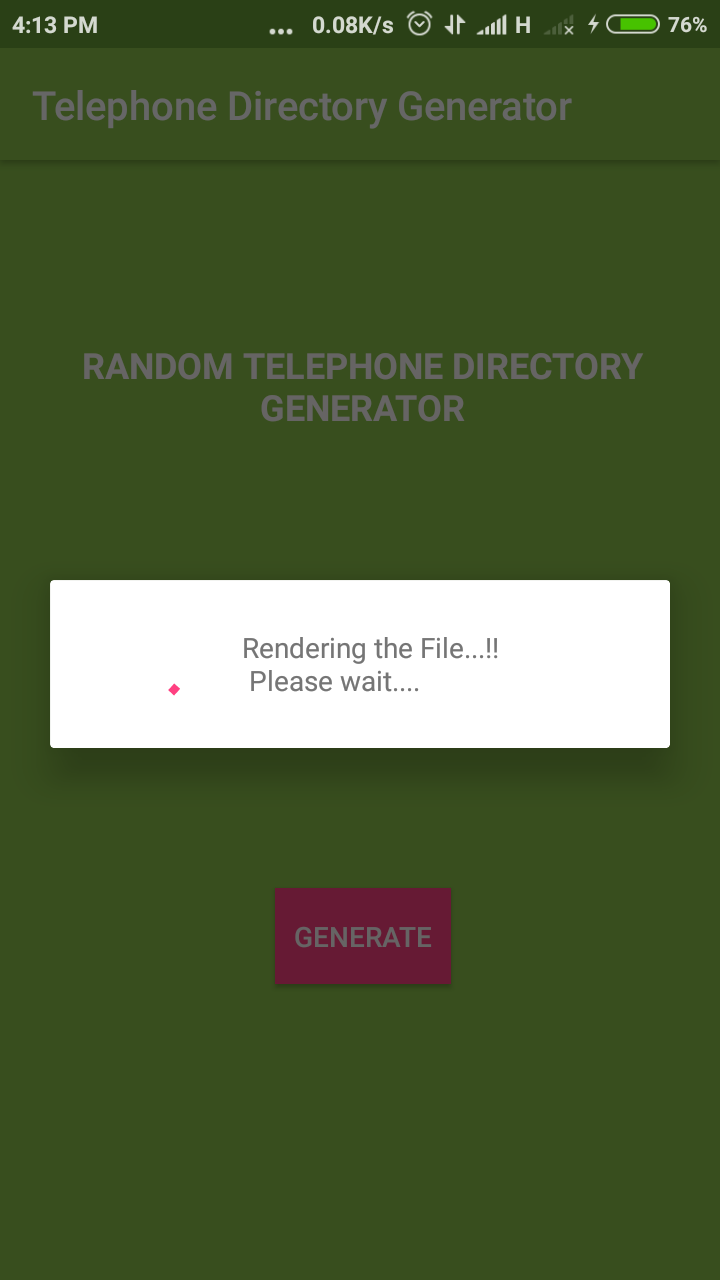 4:13 PM ... 0.08K/s H 76%
Telephone Directory Generator
RANDOM TELEPHONE DIRECTORY
GENERATOR
Rendering the File...!!
Please wait....
GENERATE